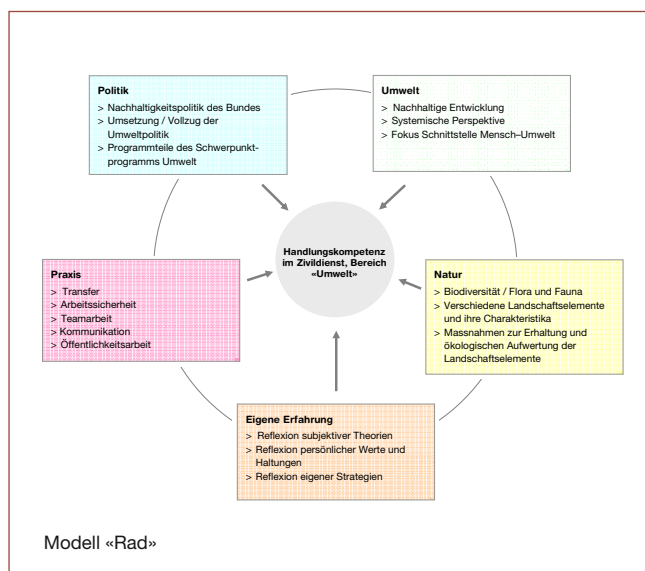 Politik
> Nachhaltigkeitspolitik des Bundes
> Umsetzung / Vollzug der
Umweltpolitik
> Programmteile des Schwerpunkt-
programms Umwelt
Umwelt
> Nachhaltige Entwicklung
> Systemische Perspektive
> Fokus Schnittstelle Mensch–Umwelt
Handlungskompetenz
im Zivildienst, Bereich
«Umwelt»
Praxis
> Transfer
> Arbeitssicherheit
> Teamarbeit
> Kommunikation
> Öffentlichkeitsarbeit
Natur
> Biodiversität / Flora und Fauna
> Verschiedene Landschaftselemente
und ihre Charakteristika
> Massnahmen zur Erhaltung und
ökologischen Aufwertung der
Landschaftselemente
Eigene Erfahrung
> Reflexion subjektiver Theorien
> Reflexion persönlicher Werte und
Haltungen
> Reflexion eigener Strategien
Modell «Rad»